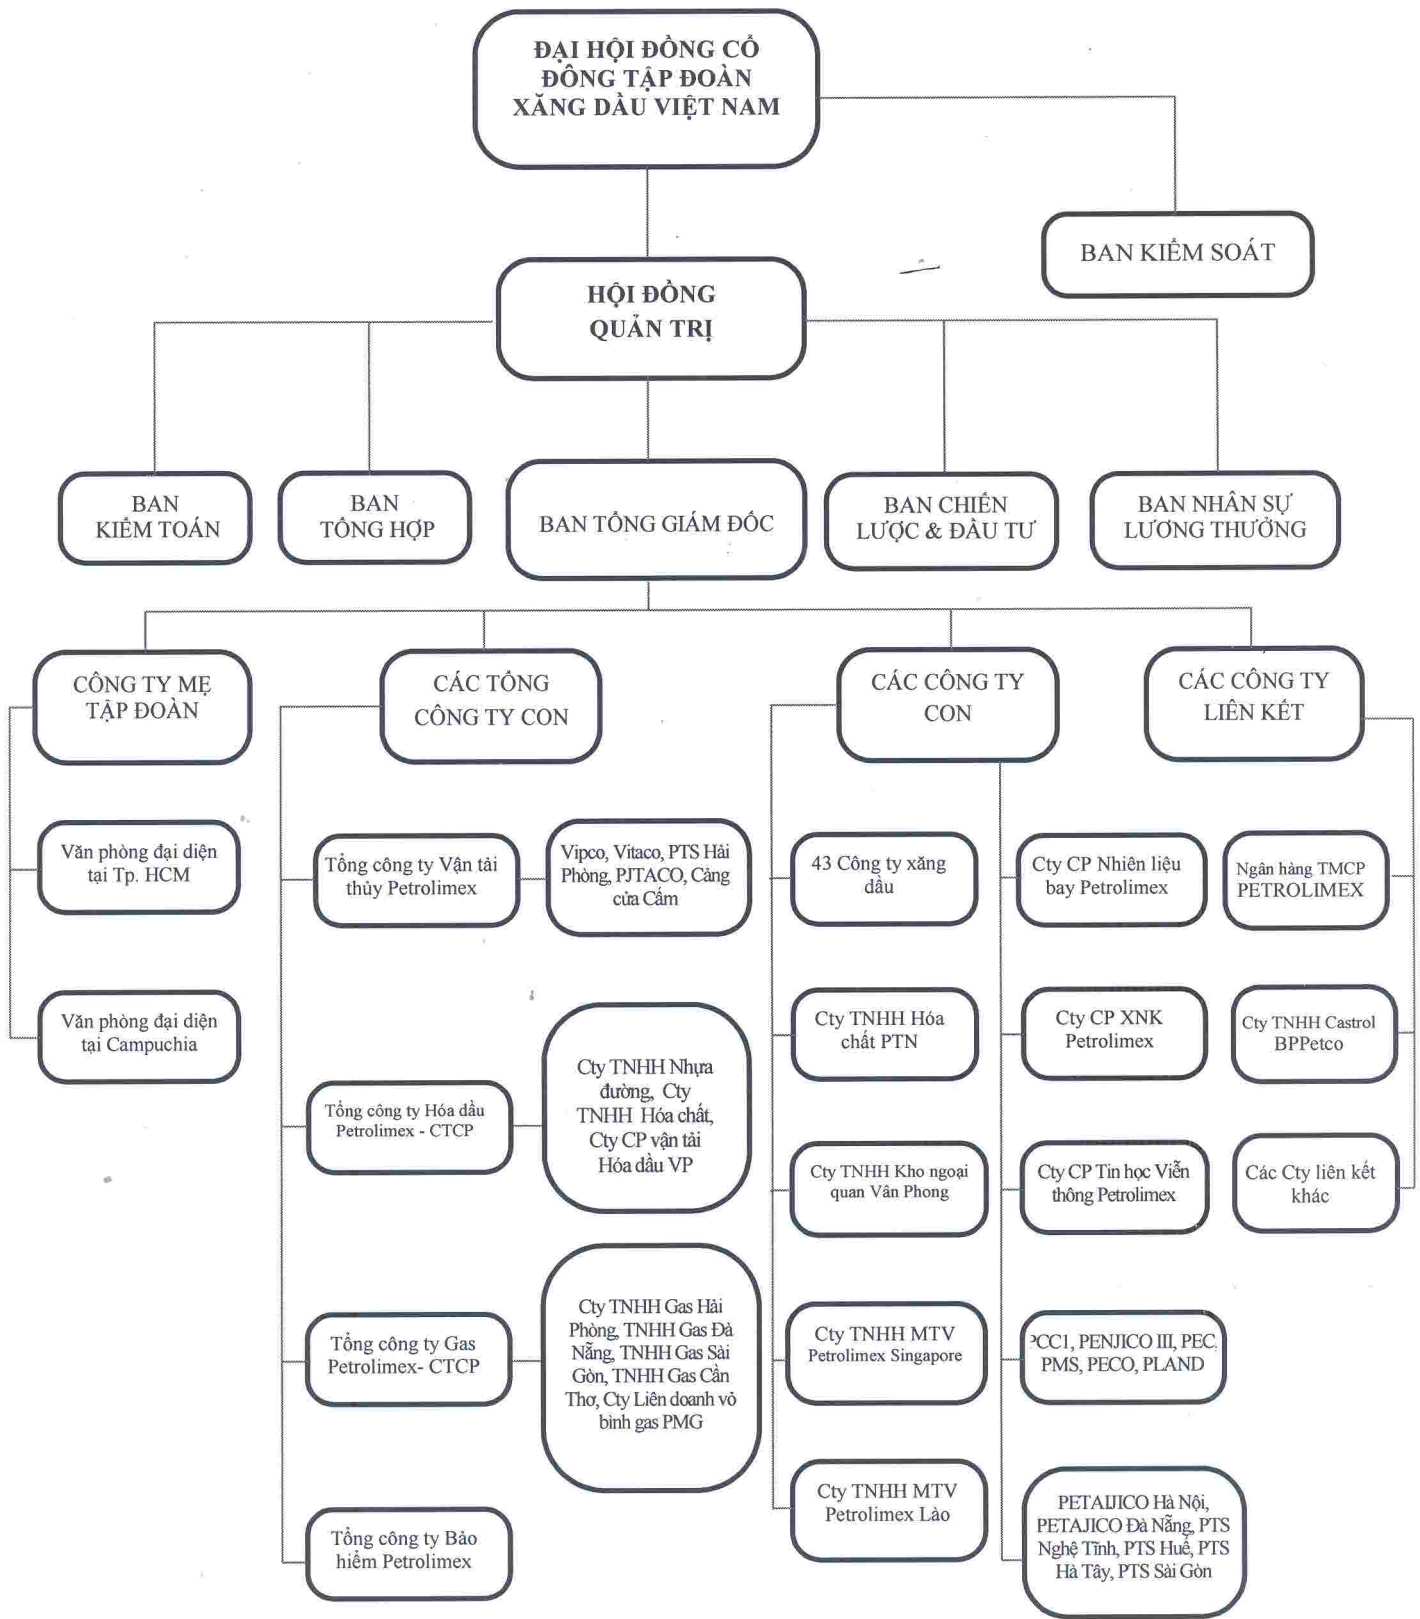 ĐẠI HỘI ĐỒNG CỔ
ĐÔNG TẬP ĐOÀN
XĂNG DẦU VIỆT NAM
BAN KIỂM SOÁT
HỘI ĐỒNG
QUẢN TRỊ
BAN
KIỂM TOÁN
BAN
TỔNG HỢP
BAN TỔNG GIÁM ĐỐC
BAN CHIẾN
LƯỢC & ĐẦU TƯ
BAN NHÂN SỰ
LƯƠNG THƯỞNG
CÔNG TY MẸ
TẬP ĐOÀN
CÁC TỔNG
CÔNG TY CON
CÁC CÔNG TY
CON
CÁC CÔNG TY
LIÊN KẾT
Văn phòng đại diện
tại Tp. HCM
Tổng công ty Vận tải
thủy Petrolimex
Vipco, Vitaco, PTS Hải
Phòng, PJTACO, Cảng
cửa Cấm
43 Công ty xăng
dầu
Cty CP Nhiên liệu
bay Petrolimex
Ngân hàng TMCP
PETROLIMEX
Văn phòng đại diện
tại Campuchia
Tổng công ty Hóa dầu
Petrolimex - CTCP
Cty TNHH Nhựa
đường, Cty
TNHH Hóa chất,
Cty CP vận tải
Hóa dầu VP
Cty TNHH Hóa
chất PTN
Cty CP XNK
Petrolimex
Cty TNHH Castrol
BPPetco
Cty TNHH Kho ngoại
quan Vân Phong
Cty CP Tin học Viễn
thông Petrolimex
Các Cty liên kết
khác
Tổng công ty Gas
Petrolimex- CTCP
Cty TNHH Gas Hải
Phòng, TNHH Gas Đà
Nẵng, TNHH Gas Sài
Gòn, TNHH Gas Cần
Thơ, Cty Liên doanh vỏ
bình gas PMG
Cty TNHH MTV
Petrolimex Singapore
PCC1, PENJICO III, PEC,
PMS, PECO, PLAND
Tổng công ty Bảo
hiểm Petrolimex
Cty TNHH MTV
Petrolimex Lào
PETAIJICO Hà Nội,
PETAJICO Đà Nẵng, PTS
Nghệ Tĩnh, PTS Huế, PTS
Hà Tây, PTS Sài Gòn